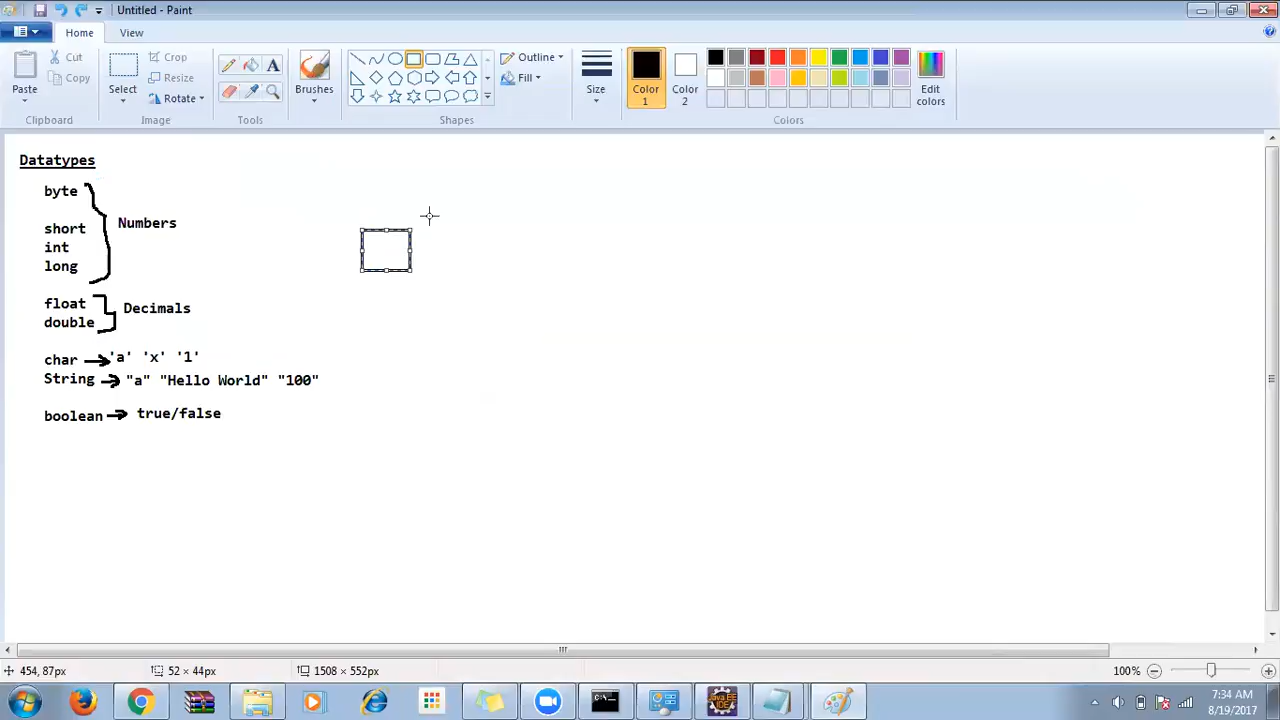 Untitled - Paint
Home View
Paste
Cut
Copy
Clipboard
Select
Crop
Resize
Rotate
Image
Tools
Brushes
Outline
Fill
Shapes
Size
Color 1
Color 2
Edit colors
Colors
Datatypes
byte
Numbers
short
int
long
float
Decimals
double
char 'a' 'x' '1'
String "a" "Hello World" "100"
boolean true/false
454, 87px 52 × 44px 1508 × 552px 100%
C:\_
Java EE IDE
7:34 AM
8/19/2017